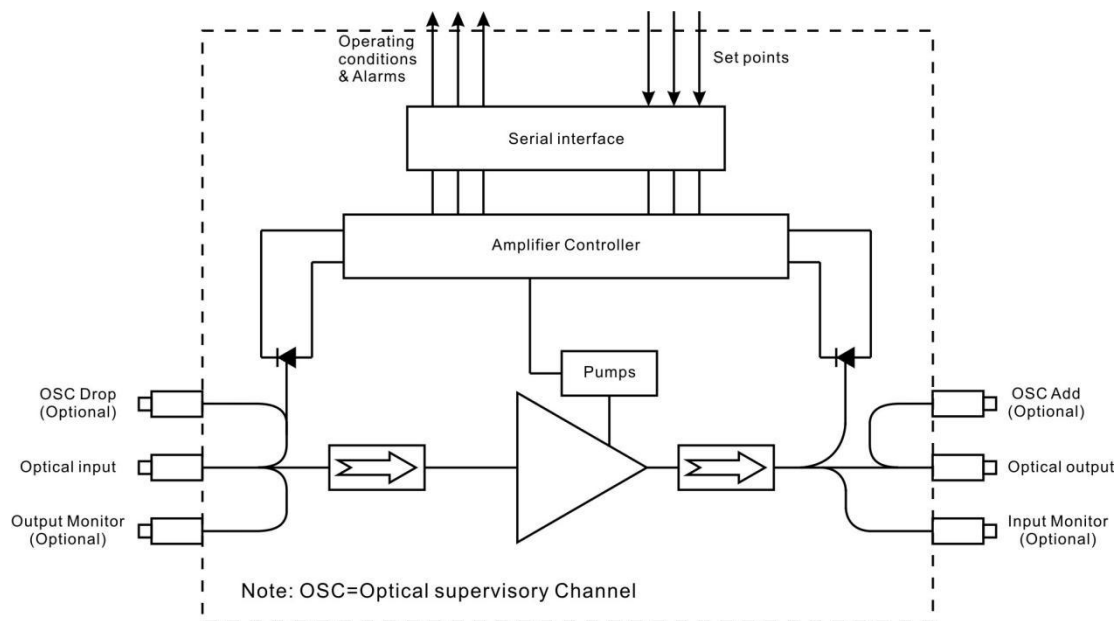 Operating
conditions
& Alarms
Set points
Serial interface
Amplifier Controller
Pumps
OSC Drop
(Optional)
OSC Add
(Optional)
Optical input
Optical output
Output Monitor
(Optional)
Input Monitor
(Optional)
Note: OSC=Optical supervisory Channel